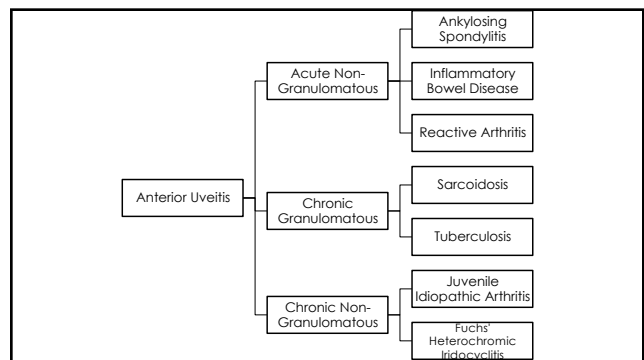 Anterior Uveitis
Acute Non-
Granulomatous
Ankylosing
Spondylitis
Inflammatory
Bowel Disease
Reactive Arthritis
Chronic
Granulomatous
Sarcoidosis
Tuberculosis
Chronic Non-
Granulomatous
Juvenile
Idiopathic Arthritis
Fuchs'
Heterochromic
Iridocyclitis